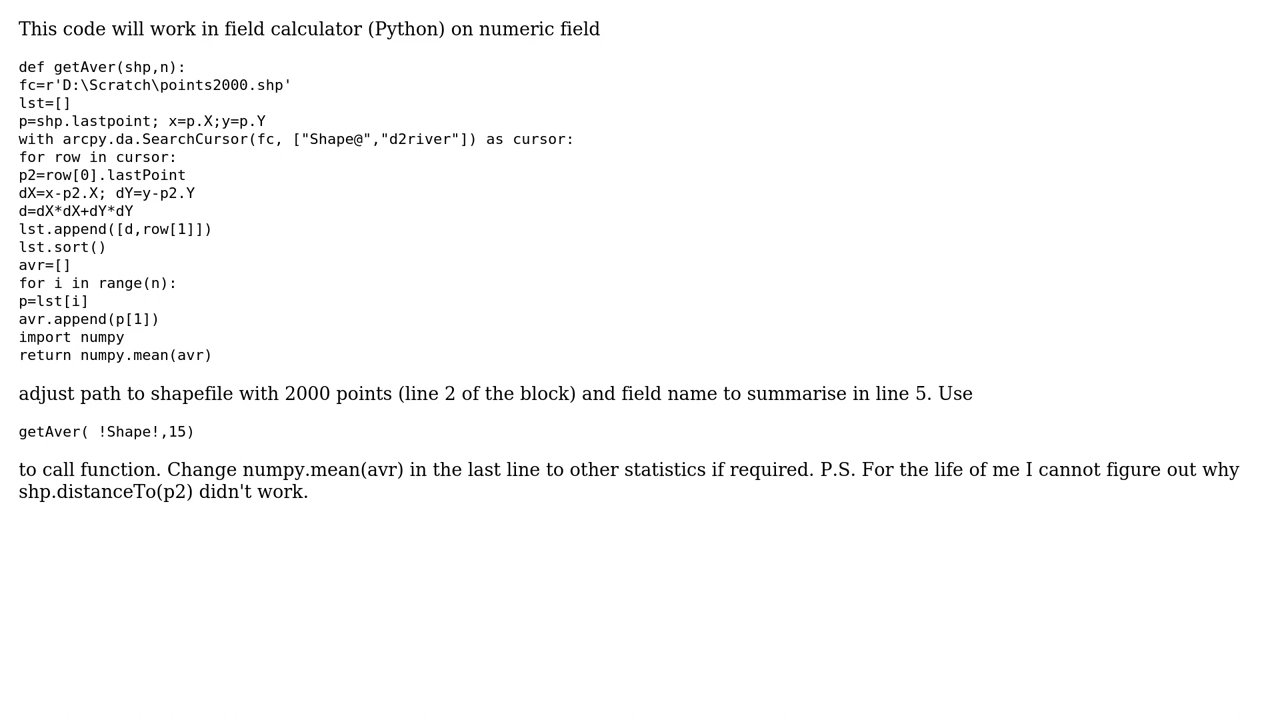 This code will work in field calculator (Python) on numeric field
def getAver(shp,n):
fc=r'D:\Scratch\points2000.shp'
lst=[]
p=shp.lastpoint; x=p.X;y=p.Y
with arcpy.da.SearchCursor(fc, ["Shape@","d2river"]) as cursor:
for row in cursor:
p2=row[0].lastPoint
dX=x-p2.X; dY=y-p2.Y
d=dX*dX+dY*dY
lst.append([d,row[1]])
lst.sort()
avr=[]
for i in range(n):
p=lst[i]
avr.append(p[1])
import numpy
return numpy.mean(avr)
adjust path to shapefile with 2000 points (line 2 of the block) and field name to summarise in line 5. Use
getAver( !Shape!,15)
to call function. Change numpy.mean(avr) in the last line to other statistics if required. P.S. For the life of me I cannot figure out why
shp.distanceTo(p2) didn't work.